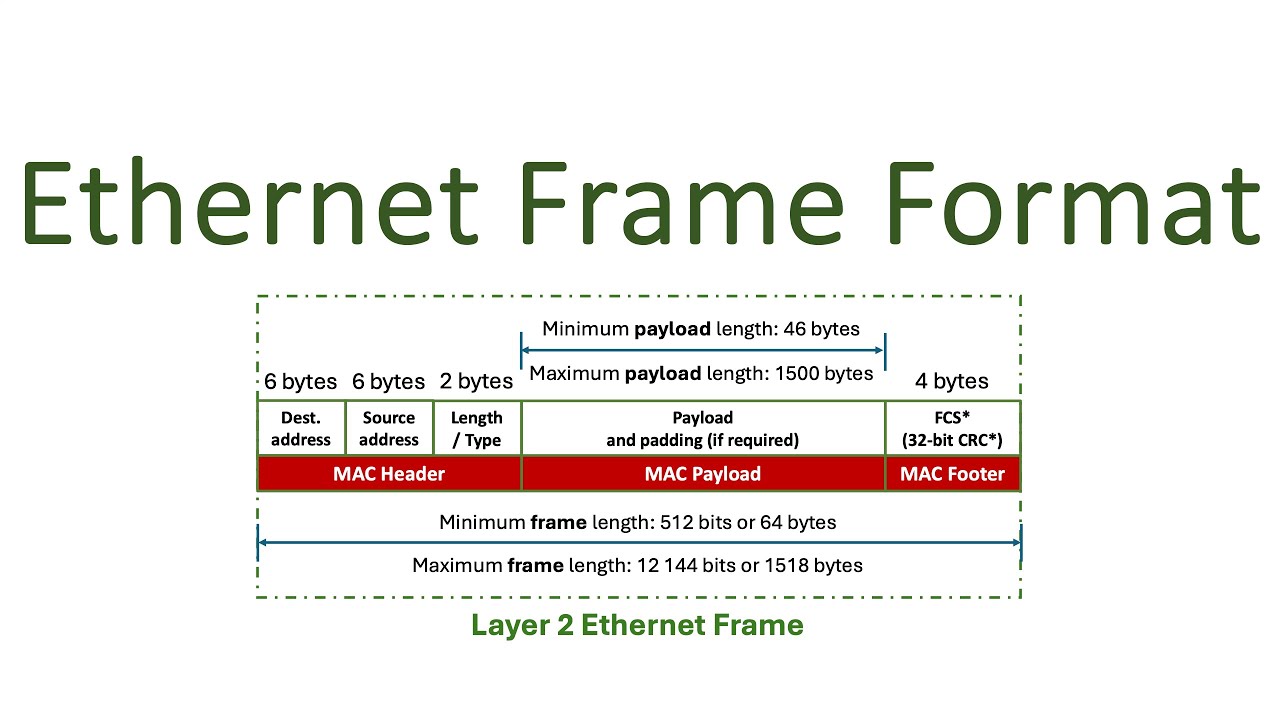 Ethernet Frame Format
Minimum payload length: 46 bytes
Maximum payload length: 1500 bytes
6 bytes
6 bytes
2 bytes
4 bytes
Dest.
address
Source
address
Length
/ Type
Payload
and padding (if required)
FCS*
(32-bit CRC*)
MAC Header
MAC Payload
MAC Footer
Minimum frame length: 512 bits or 64 bytes
Maximum frame length: 12 144 bits or 1518 bytes
Layer 2 Ethernet Frame